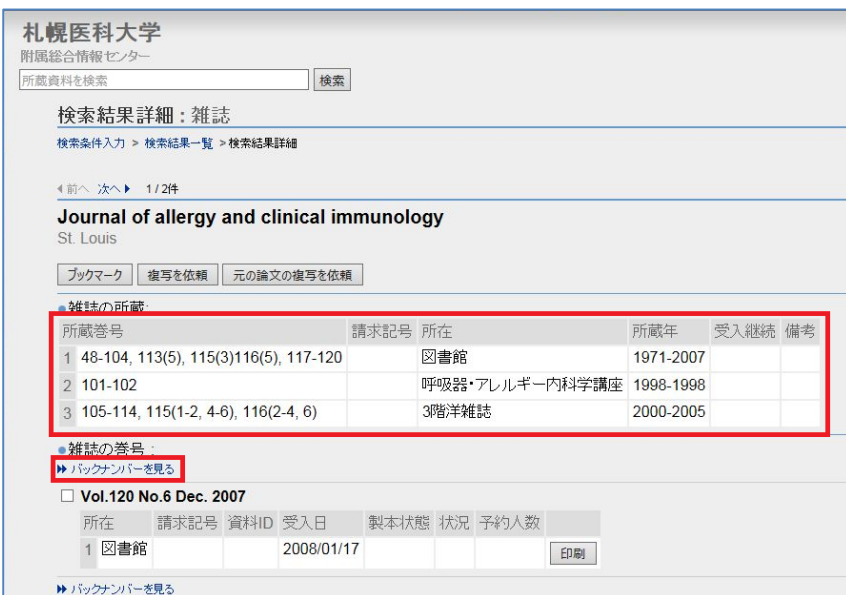 札幌医科大学
附属総合情報センター
所蔵資料を検索 検索
検索結果詳細 : 雑誌
検索条件入力 > 検索結果一覧 > 検索結果詳細
前へ 次へ 1 / 2件
Journal of allergy and clinical immunology
St. Louis
ブックマーク 複写を依頼 元の論文の複写を依頼
雑誌の所蔵:
所蔵巻号 請求記号 所在 所蔵年 受入継続 備考
1 48-104, 113(5), 115(3)116(5), 117-120 図書館 1971-2007
2 101-102 呼吸器・アレルギー内科学講座 1998-1998
3 105-114, 115(1-2, 4-6), 116(2-4, 6) 3階洋雑誌 2000-2005
雑誌の巻号 :
バックナンバーを見る
Vol.120 No.6 Dec. 2007
所在 請求記号 資料ID 受入日 製本状態 状況 予約人数
1 図書館 2008/01/17 印刷
バックナンバーを見る